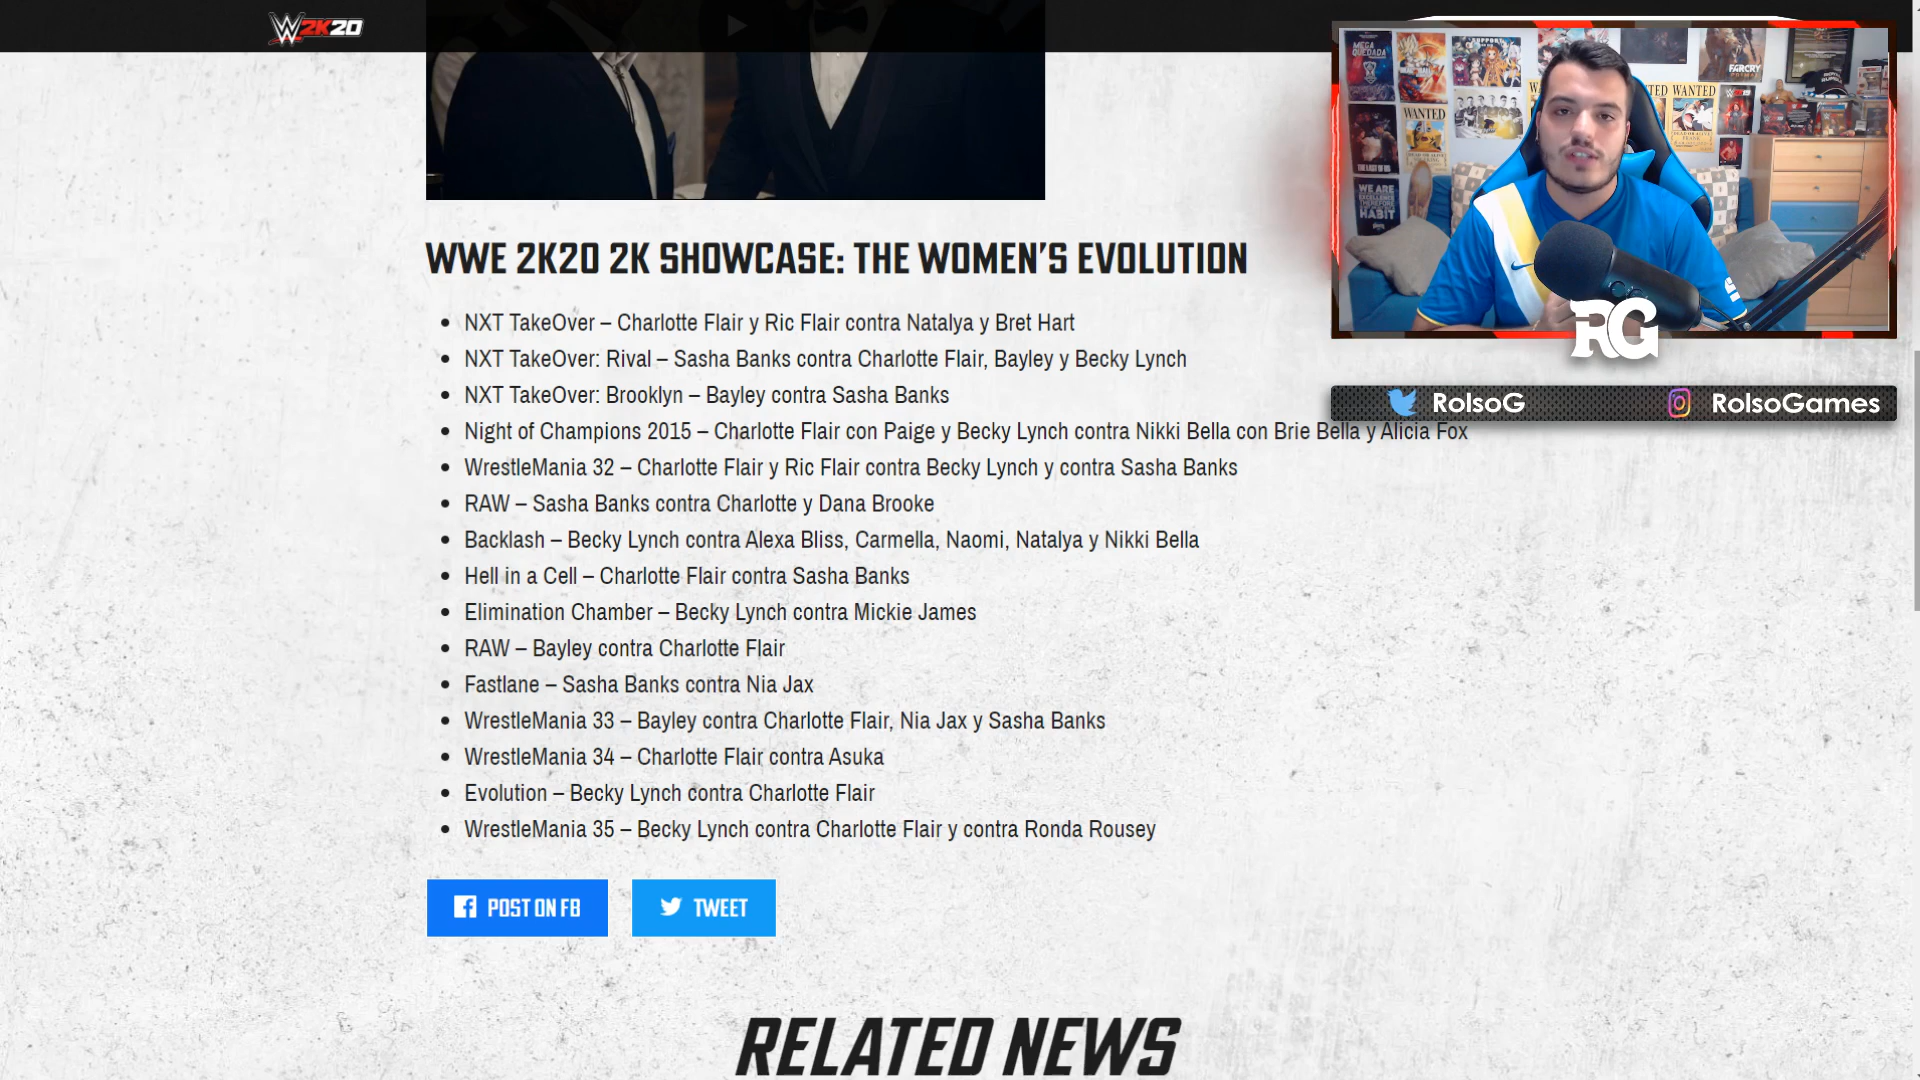 W 2K20
WWE 2K20 2K SHOWCASE: THE WOMEN'S EVOLUTION
NXT TakeOver – Charlotte Flair y Ric Flair contra Natalya y Bret Hart
NXT TakeOver: Rival – Sasha Banks contra Charlotte Flair, Bayley y Becky Lynch
NXT TakeOver: Brooklyn – Bayley contra Sasha Banks
Night of Champions 2015 – Charlotte Flair con Paige y Becky Lynch contra Nikki Bella con Brie Bella y Alicia Fox
WrestleMania 32 – Charlotte Flair y Ric Flair contra Becky Lynch y contra Sasha Banks
RAW – Sasha Banks contra Charlotte y Dana Brooke
Backlash – Becky Lynch contra Alexa Bliss, Carmella, Naomi, Natalya y Nikki Bella
Hell in a Cell – Charlotte Flair contra Sasha Banks
Elimination Chamber – Becky Lynch contra Mickie James
RAW – Bayley contra Charlotte Flair
Fastlane – Sasha Banks contra Nia Jax
WrestleMania 33 – Bayley contra Charlotte Flair, Nia Jax y Sasha Banks
WrestleMania 34 – Charlotte Flair contra Asuka
Evolution – Becky Lynch contra Charlotte Flair
WrestleMania 35 – Becky Lynch contra Charlotte Flair y contra Ronda Rousey
POST ON FB
TWEET
RELATED NEWS
MEGA
QUEDADA
SUPPORT
FARCRY
WANTED
WANTED
WE ARE
HABIT
RG
RolsoG
RolsoGames